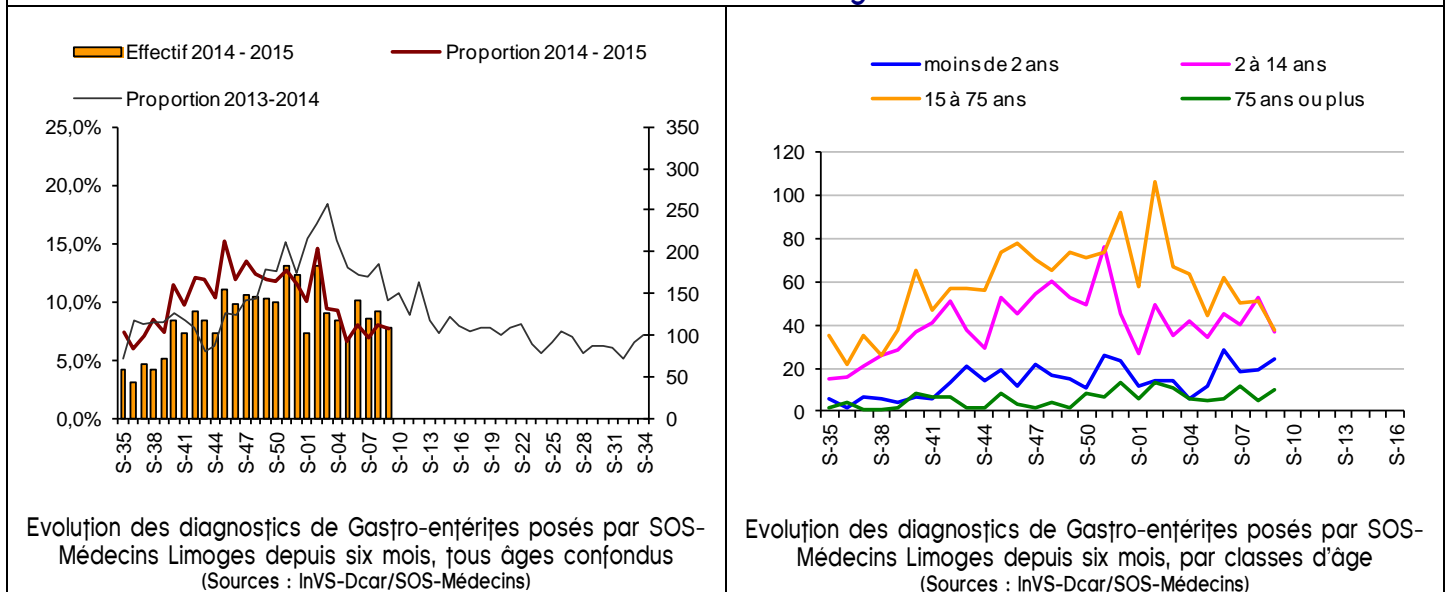 Effectif 2014 - 2015
Proportion 2014 - 2015
Proportion 2013-2014
25,0%
20,0%
15,0%
10,0%
5,0%
0,0%
350
300
250
200
150
100
50
0
S-35
S-38
S-41
S-44
S-47
S-50
S-01
S-04
S-07
S-10
S-13
S-16
S-19
S-22
S-25
S-28
S-31
S-34
Evolution des diagnostics de Gastro-entérites posés par SOS-
Médecins Limoges depuis six mois, tous âges confondus
(Sources : InVS-Dcar/SOS-Médecins)
moins de 2 ans
2 à 14 ans
15 à 75 ans
75 ans ou plus
120
100
80
60
40
20
0
S-35
S-38
S-41
S-44
S-47
S-50
S-01
S-04
S-07
S-10
S-13
S-16
Evolution des diagnostics de Gastro-entérites posés par SOS-
Médecins Limoges depuis six mois, par classes d'âge
(Sources : InVS-Dcar/SOS-Médecins)